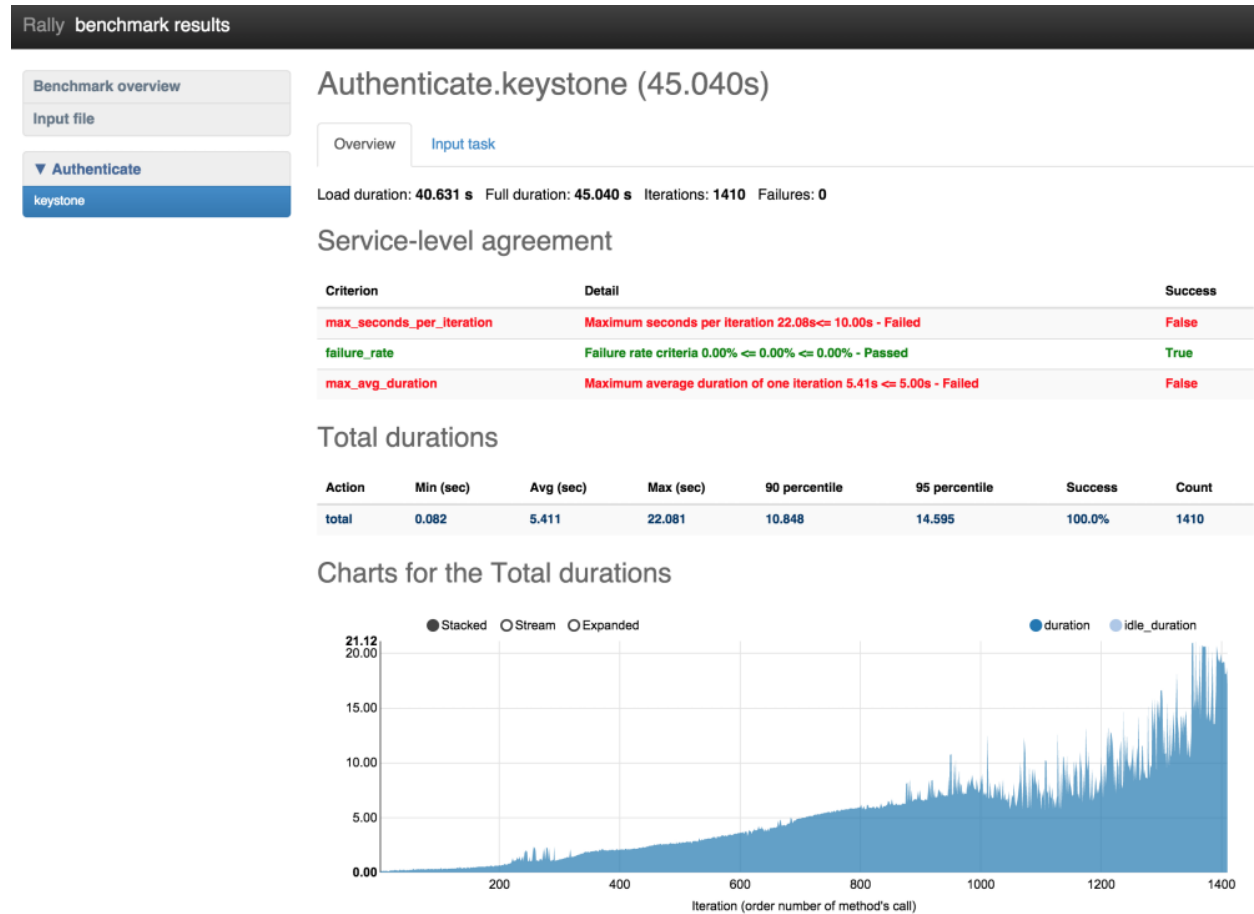 Rally benchmark results
Benchmark overview
Input file
▼ Authenticate
keystone
Authenticate.keystone (45.040s)
Overview Input task
Load duration: 40.631 s Full duration: 45.040 s Iterations: 1410 Failures: 0
Service-level agreement
Criterion Detail Success
max_seconds_per_iteration Maximum seconds per iteration 22.08s<= 10.00s - Failed False
failure_rate Failure rate criteria 0.00% <= 0.00% <= 0.00% - Passed True
max_avg_duration Maximum average duration of one iteration 5.41s <= 5.00s - Failed False
Total durations
Action Min (sec) Avg (sec) Max (sec) 90 percentile 95 percentile Success Count
total 0.082 5.411 22.081 10.848 14.595 100.0% 1410
Charts for the Total durations
Stacked Stream Expanded duration idle_duration
21.12
20.00
15.00
10.00
5.00
0.00
200 400 600 800 1000 1200 1400
Iteration (order number of method's call)